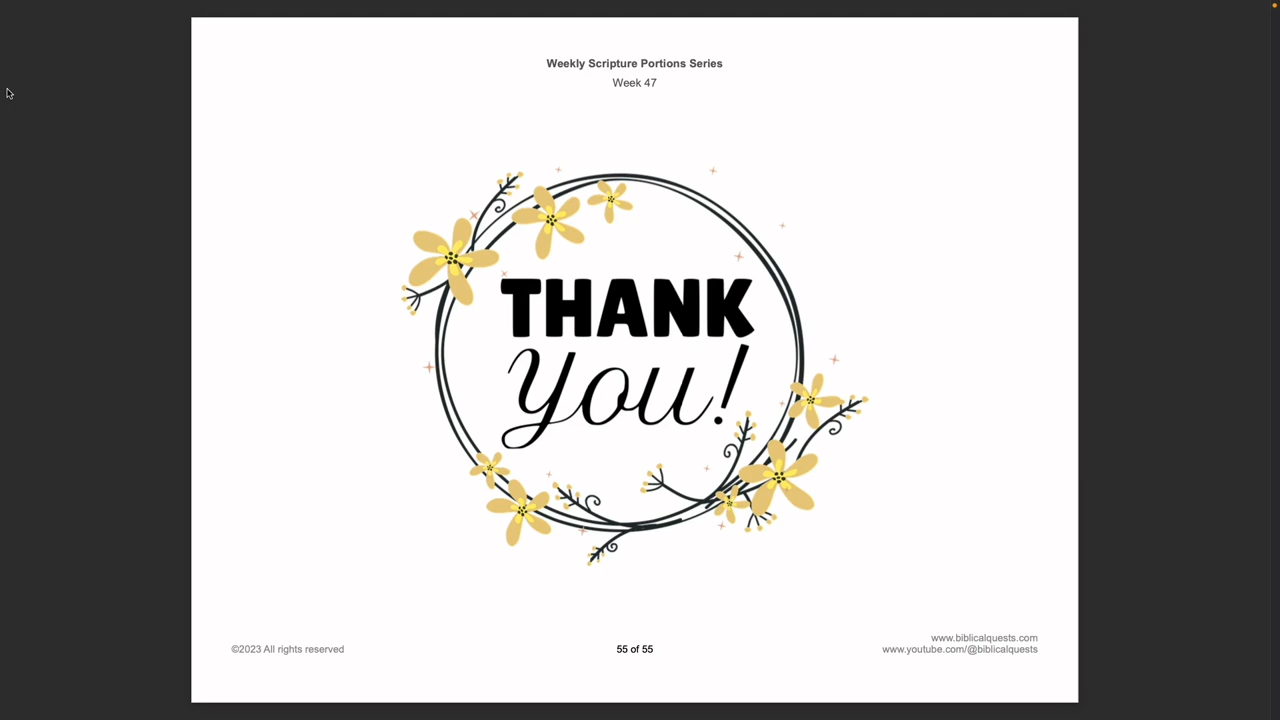 Weekly Scripture Portions Series
Week 47
THANK
You!
©2023 All rights reserved
55 of 55
www.biblicalquests.com
www.youtube.com/@biblicalquests